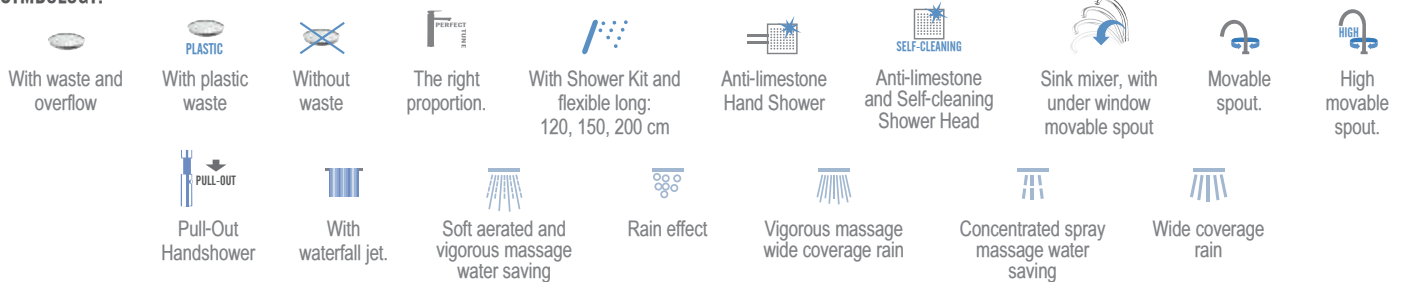 SYMBOLOGY:
PLASTIC
PERFECT
TUNE
SELF-CLEANING
HIGH
With waste and
overflow
With plastic
waste
Without
waste
The right
proportion.
With Shower Kit and
flexible long:
120, 150, 200 cm
Anti-limestone
Hand Shower
Anti-limestone
and Self-cleaning
Shower Head
Sink mixer, with
under window
movable spout
Movable
spout.
High
movable
spout.
PULL-OUT
Pull-Out
Handshower
With
waterfall jet.
Soft aerated and
vigorous massage
water saving
Rain effect
Vigorous massage
wide coverage rain
Concentrated spray
massage water
saving
Wide coverage
rain